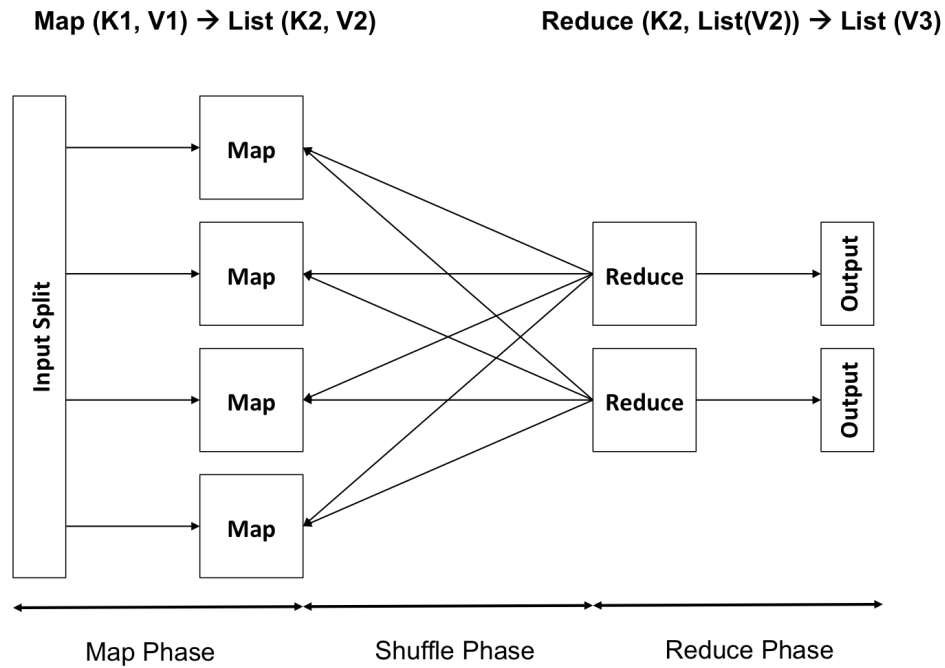 Map (K1, V1) → List (K2, V2)
Reduce (K2, List(V2)) → List (V3)
Input Split
Map
Map
Map
Map
Reduce
Reduce
Output
Output
Map Phase
Shuffle Phase
Reduce Phase